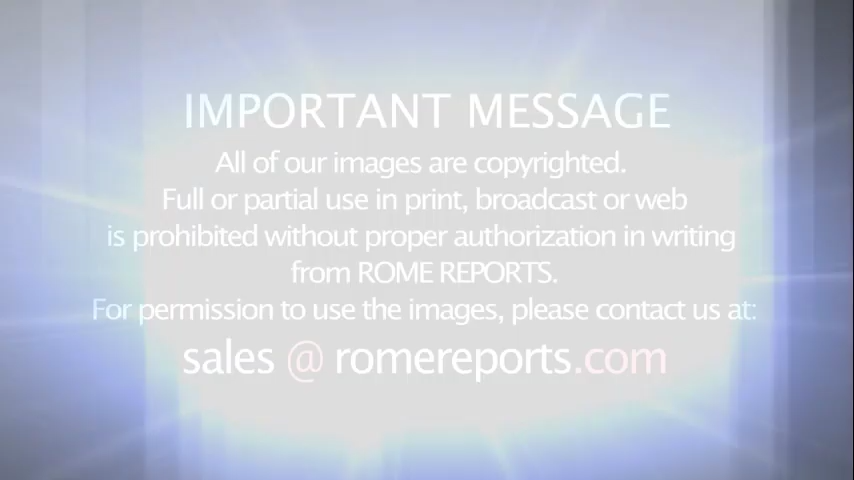 IMPORTANT MESSAGE
All of our images are copyrighted.
Full or partial use in print, broadcast or web
is prohibited without proper authorization in writing
from ROME REPORTS.
For permission to use the images, please contact us at:
sales @ romereports.com